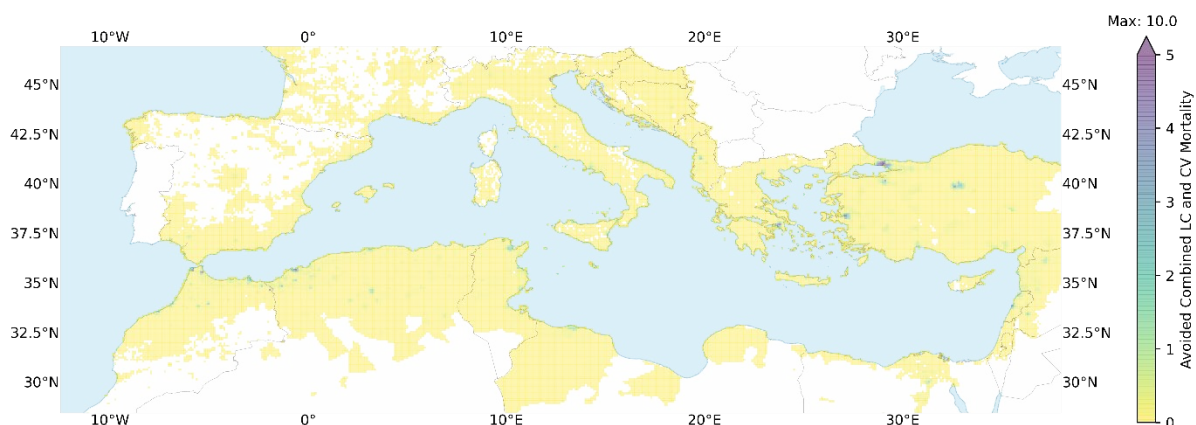 Max: 10.0
10°W 0° 10°E 20°E 30°E
45°N 45°N
42.5°N 42.5°N
40°N 40°N
37.5°N 37.5°N
35°N 35°N
32.5°N 32.5°N
30°N 30°N
10°W 0° 10°E 20°E 30°E
5
4
3
2
1
0
Avoided Combined LC and CV Mortality